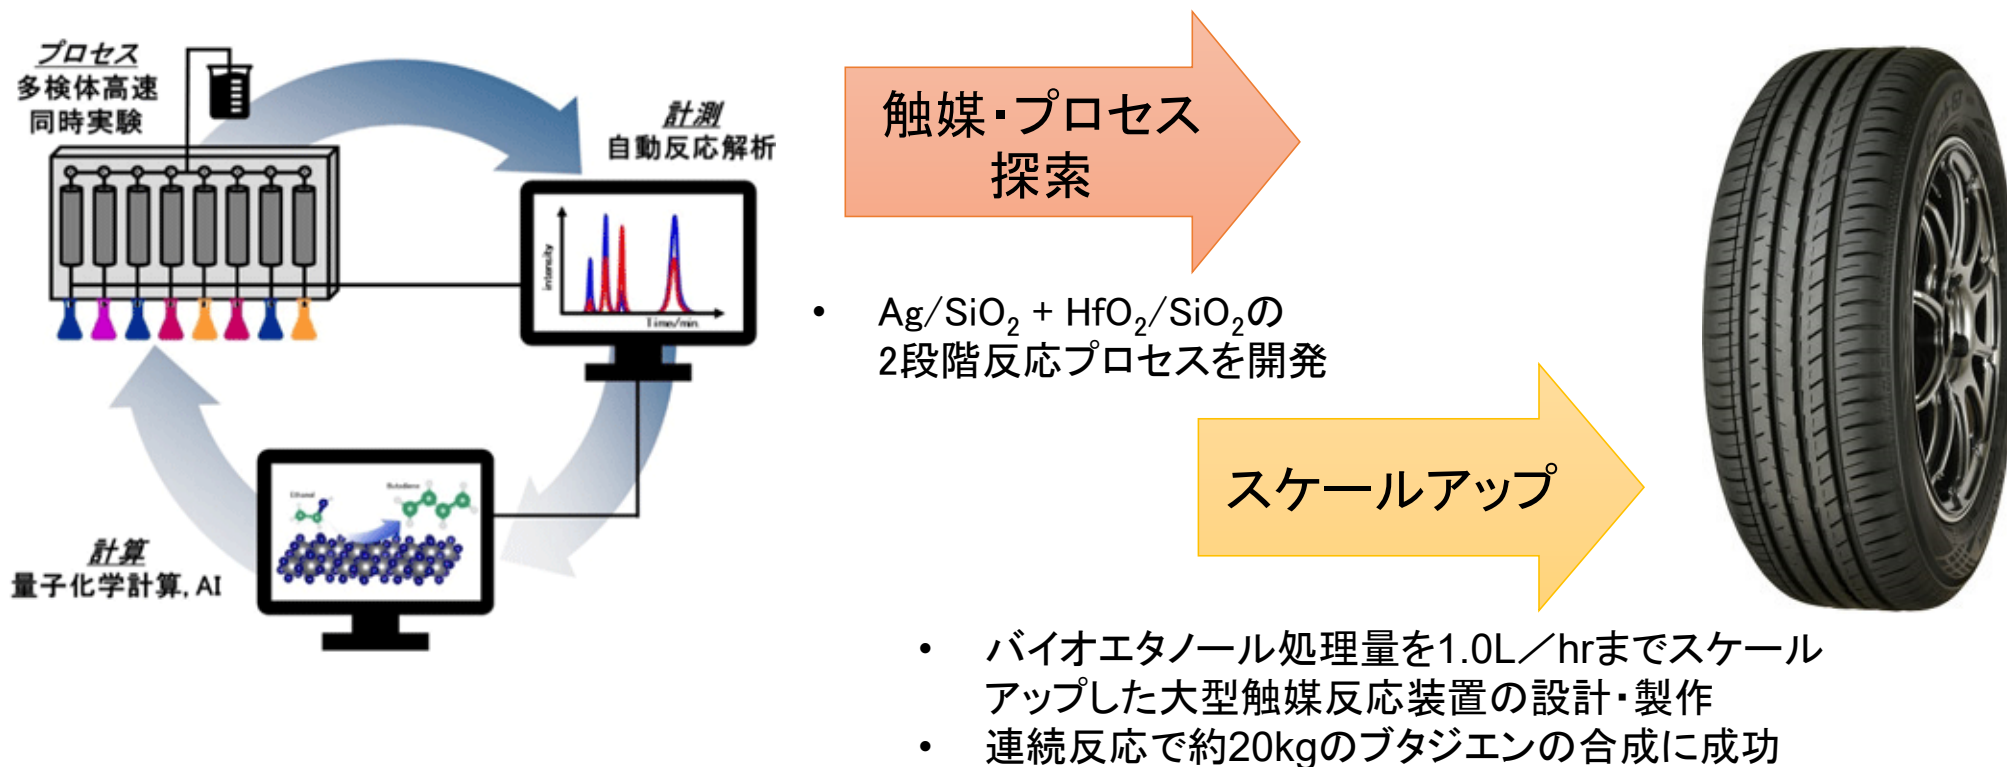 プロセス
多検体高速
同時実験
計測
自動反応解析
intensity
Time/min.
Ethanol
Butadiene
計算
量子化学計算, AI
触媒・プロセス
探索
• Ag/SiO₂ + HfO₂/SiO₂の
2段階反応プロセスを開発
スケールアップ
• バイオエタノール処理量を1.0L／hrまでスケール
アップした大型触媒反応装置の設計・製作
• 連続反応で約20kgのブタジエンの合成に成功